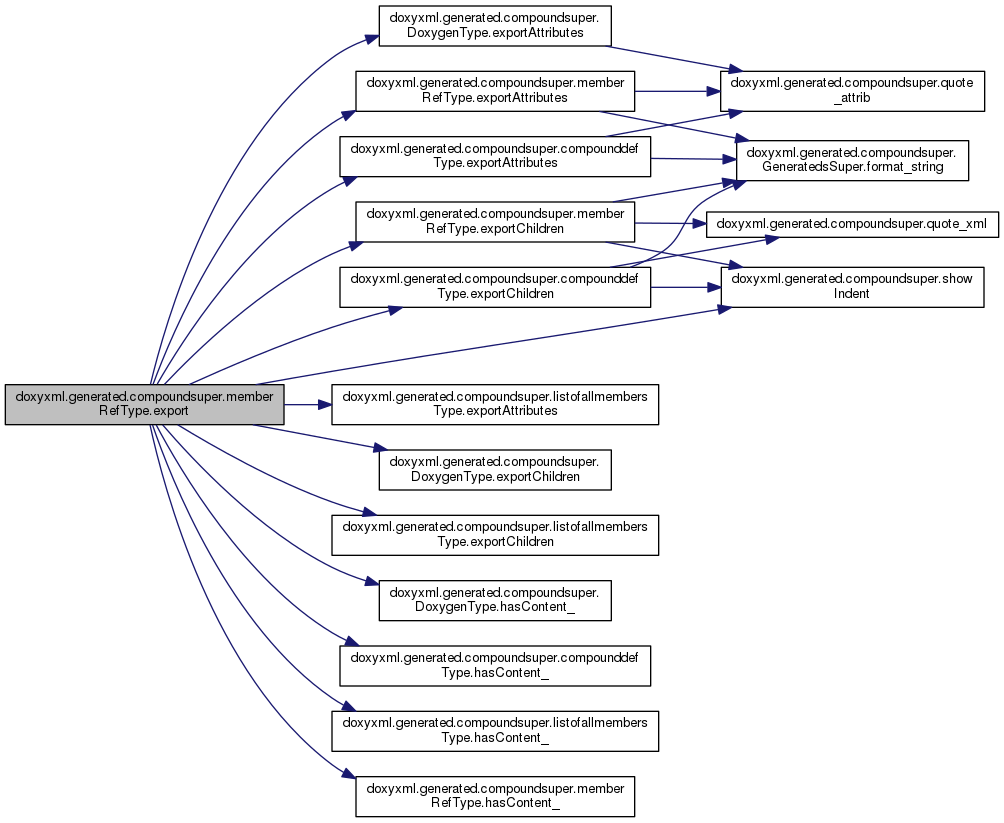 doxyxml.generated.compoundsuper.
DoxygenType.exportAttributes
doxyxml.generated.compoundsuper.member
RefType.exportAttributes
doxyxml.generated.compoundsuper.quote
_attrib
doxyxml.generated.compoundsuper.compounddef
Type.exportAttributes
doxyxml.generated.compoundsuper.
GeneratedsSuper.format_string
doxyxml.generated.compoundsuper.member
RefType.exportChildren
doxyxml.generated.compoundsuper.quote_xml
doxyxml.generated.compoundsuper.compounddef
Type.exportChildren
doxyxml.generated.compoundsuper.show
Indent
doxyxml.generated.compoundsuper.member
RefType.export
doxyxml.generated.compoundsuper.listofallmembers
Type.exportAttributes
doxyxml.generated.compoundsuper.
DoxygenType.exportChildren
doxyxml.generated.compoundsuper.listofallmembers
Type.exportChildren
doxyxml.generated.compoundsuper.
DoxygenType.hasContent_
doxyxml.generated.compoundsuper.compounddef
Type.hasContent_
doxyxml.generated.compoundsuper.listofallmembers
Type.hasContent_
doxyxml.generated.compoundsuper.member
RefType.hasContent_